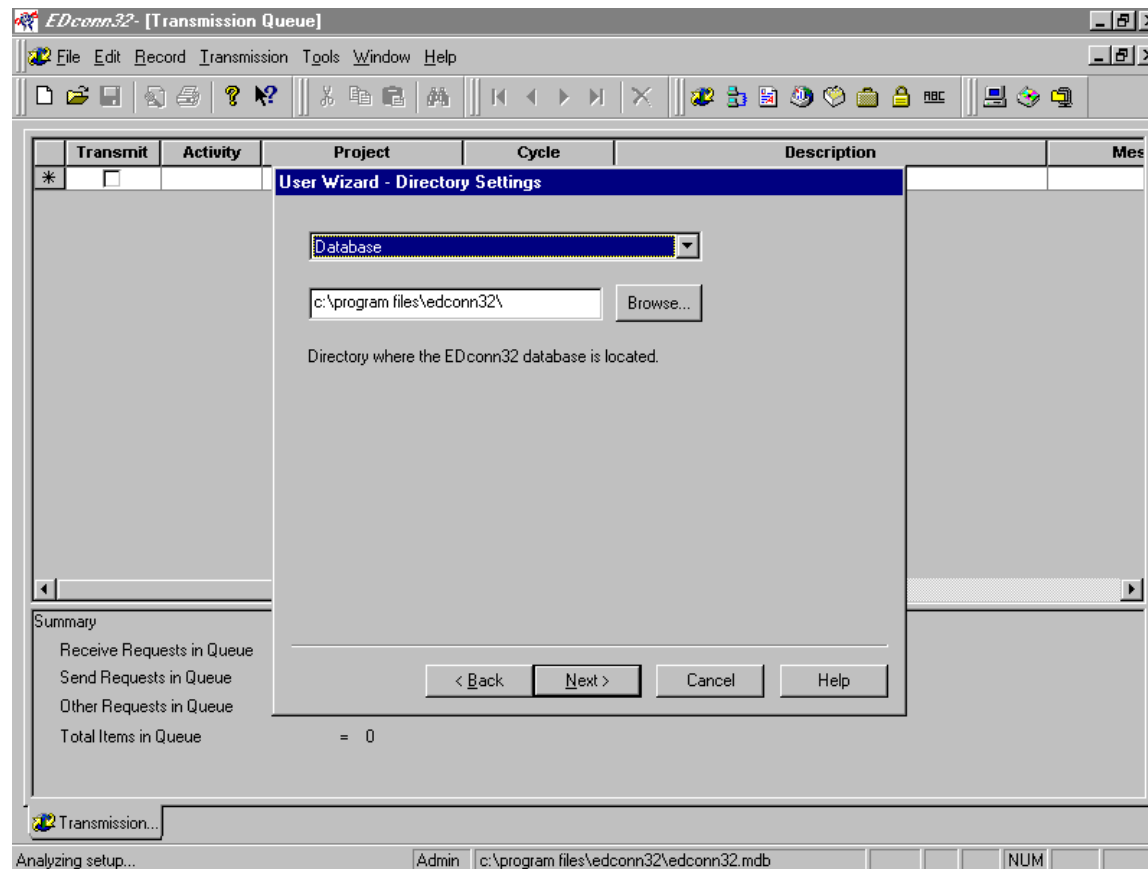 EDconn32- [Transmission Queue]
File Edit Record Transmission Tools Window Help
ABC
Transmit Activity Project Cycle Description Mes
User Wizard - Directory Settings
Database
c:\program files\edconn32\ Browse...
Directory where the EDconn32 database is located.
Summary
Receive Requests in Queue
Send Requests in Queue
Other Requests in Queue
Total Items in Queue = 0
< Back Next > Cancel Help
Transmission...
Analyzing setup... Admin c:\program files\edconn32\edconn32.mdb NUM